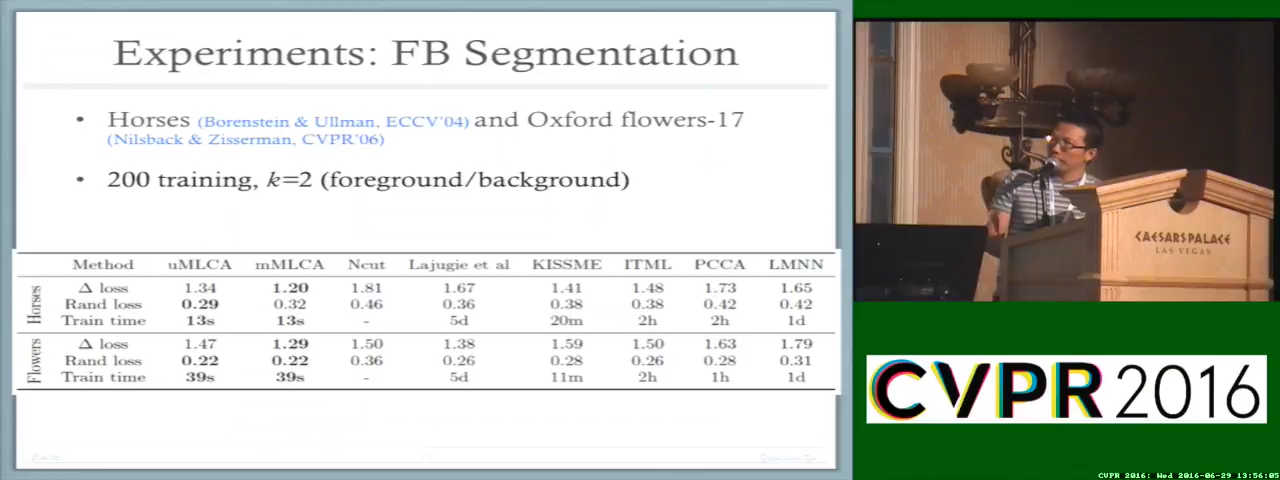 Experiments: FB Segmentation
• Horses (Borenstein & Ullman, ECCV'04) and Oxford flowers-17
(Nilsback & Zisserman, CVPR'06)
• 200 training, k=2 (foreground/background)
Method uMLCA mMLCA Ncut Lajugie et al KISSME ITML PCCA LMNN
Horses
Δ loss 1.34 1.20 1.81 1.67 1.41 1.48 1.73 1.65
Rand loss 0.29 0.32 0.46 0.36 0.38 0.38 0.42 0.42
Train time 13s 13s - 5d 20m 2h 2h 1d
Flowers
Δ loss 1.47 1.29 1.50 1.38 1.59 1.50 1.63 1.79
Rand loss 0.22 0.22 0.36 0.26 0.28 0.26 0.28 0.31
Train time 39s 39s - 5d 11m 2h 1h 1d
CAESARS PALACE
LAS VEGAS
CVPR 2016
CVPR 2016: Wed 2016-06-29 13:56:05